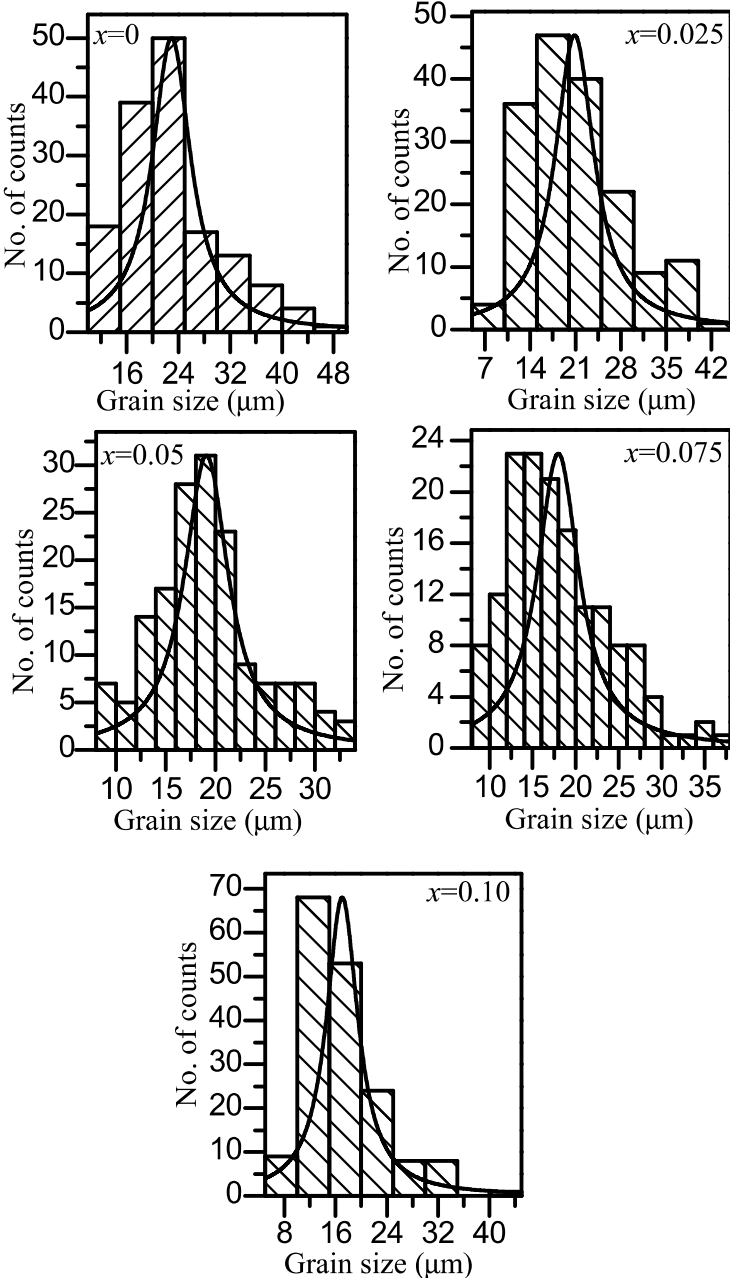 x=0
50
40
30
20
10
0
No. of counts
16 24 32 40 48
Grain size (μm)
x=0.025
50
40
30
20
10
0
No. of counts
7 14 21 28 35 42
Grain size (μm)
x=0.05
30
25
20
15
10
5
0
No. of counts
10 15 20 25 30
Grain size (μm)
x=0.075
24
20
16
12
8
4
0
No. of counts
10 15 20 25 30 35
Grain size (μm)
x=0.10
70
60
50
40
30
20
10
0
No. of counts
8 16 24 32 40
Grain size (μm)